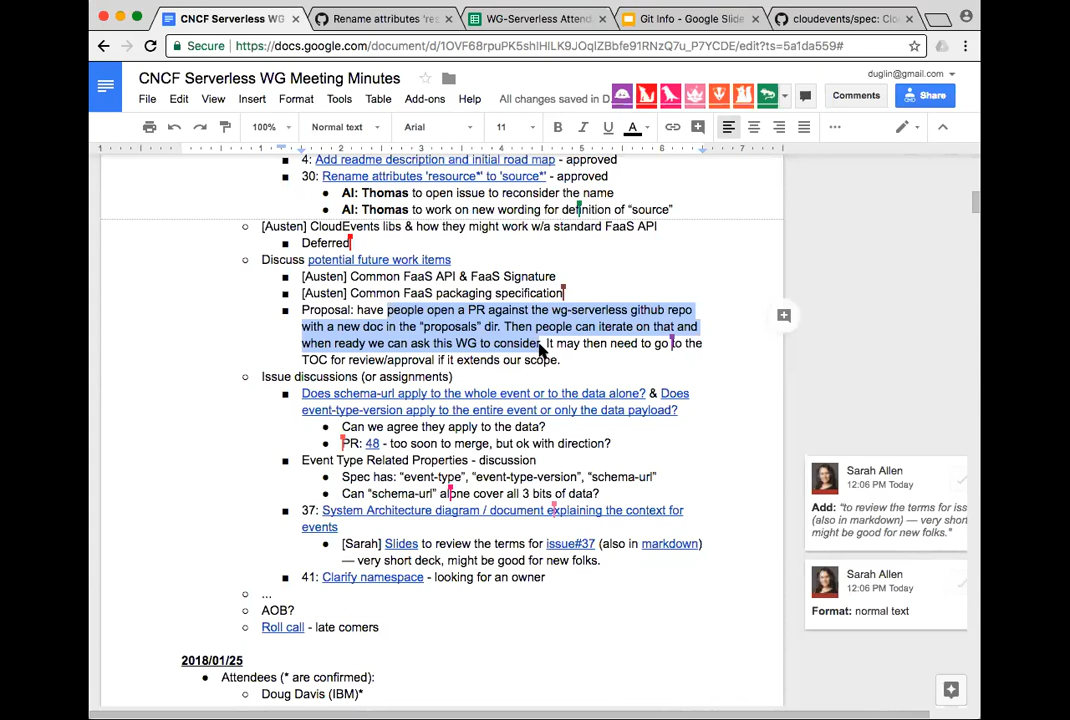 CNCF Serverless WG
Rename attributes 'res
WG-Serverless Attend
Git Info - Google Slide
cloudevents/spec: Clo
Secure
https://docs.google.com/document/d/1OVF68rpuPK5shlHlLK9JOqlZBbfe91RNzQ7u_P7YCDE/edit?ts=5a1da559#
CNCF Serverless WG Meeting Minutes
duglin@gmail.com
File Edit View Insert Format Tools Table Add-ons Help All changes saved in D
Comments
Share
100% Normal text Arial 11 B I U A
1 1 2 3 4 5 6 7
4: Add readme description and initial road map - approved
30: Rename attributes 'resource*' to 'source*' - approved
AI: Thomas to open issue to reconsider the name
AI: Thomas to work on new wording for definition of “source”
[Austen] CloudEvents libs & how they might work w/a standard FaaS API
Deferred
Discuss potential future work items
[Austen] Common FaaS API & FaaS Signature
[Austen] Common FaaS packaging specification
Proposal: have people open a PR against the wg-serverless github repo
with a new doc in the “proposals” dir. Then people can iterate on that and
when ready we can ask this WG to consider. It may then need to go to the
TOC for review/approval if it extends our scope.
Issue discussions (or assignments)
Does schema-url apply to the whole event or to the data alone? & Does
event-type-version apply to the entire event or only the data payload?
Can we agree they apply to the data?
PR: 48 - too soon to merge, but ok with direction?
Event Type Related Properties - discussion
Spec has: “event-type”, “event-type-version”, “schema-url”
Can “schema-url” alone cover all 3 bits of data?
37: System Architecture diagram / document explaining the context for
events
[Sarah] Slides to review the terms for issue#37 (also in markdown)
— very short deck, might be good for new folks.
41: Clarify namespace - looking for an owner
...
AOB?
Roll call - late comers
2018/01/25
Attendees (* are confirmed):
Doug Davis (IBM)*
Sarah Allen
12:06 PM Today
Add: "to review the terms for iss
(also in markdown) — very short
might be good for new folks."
Sarah Allen
12:06 PM Today
Format: normal text